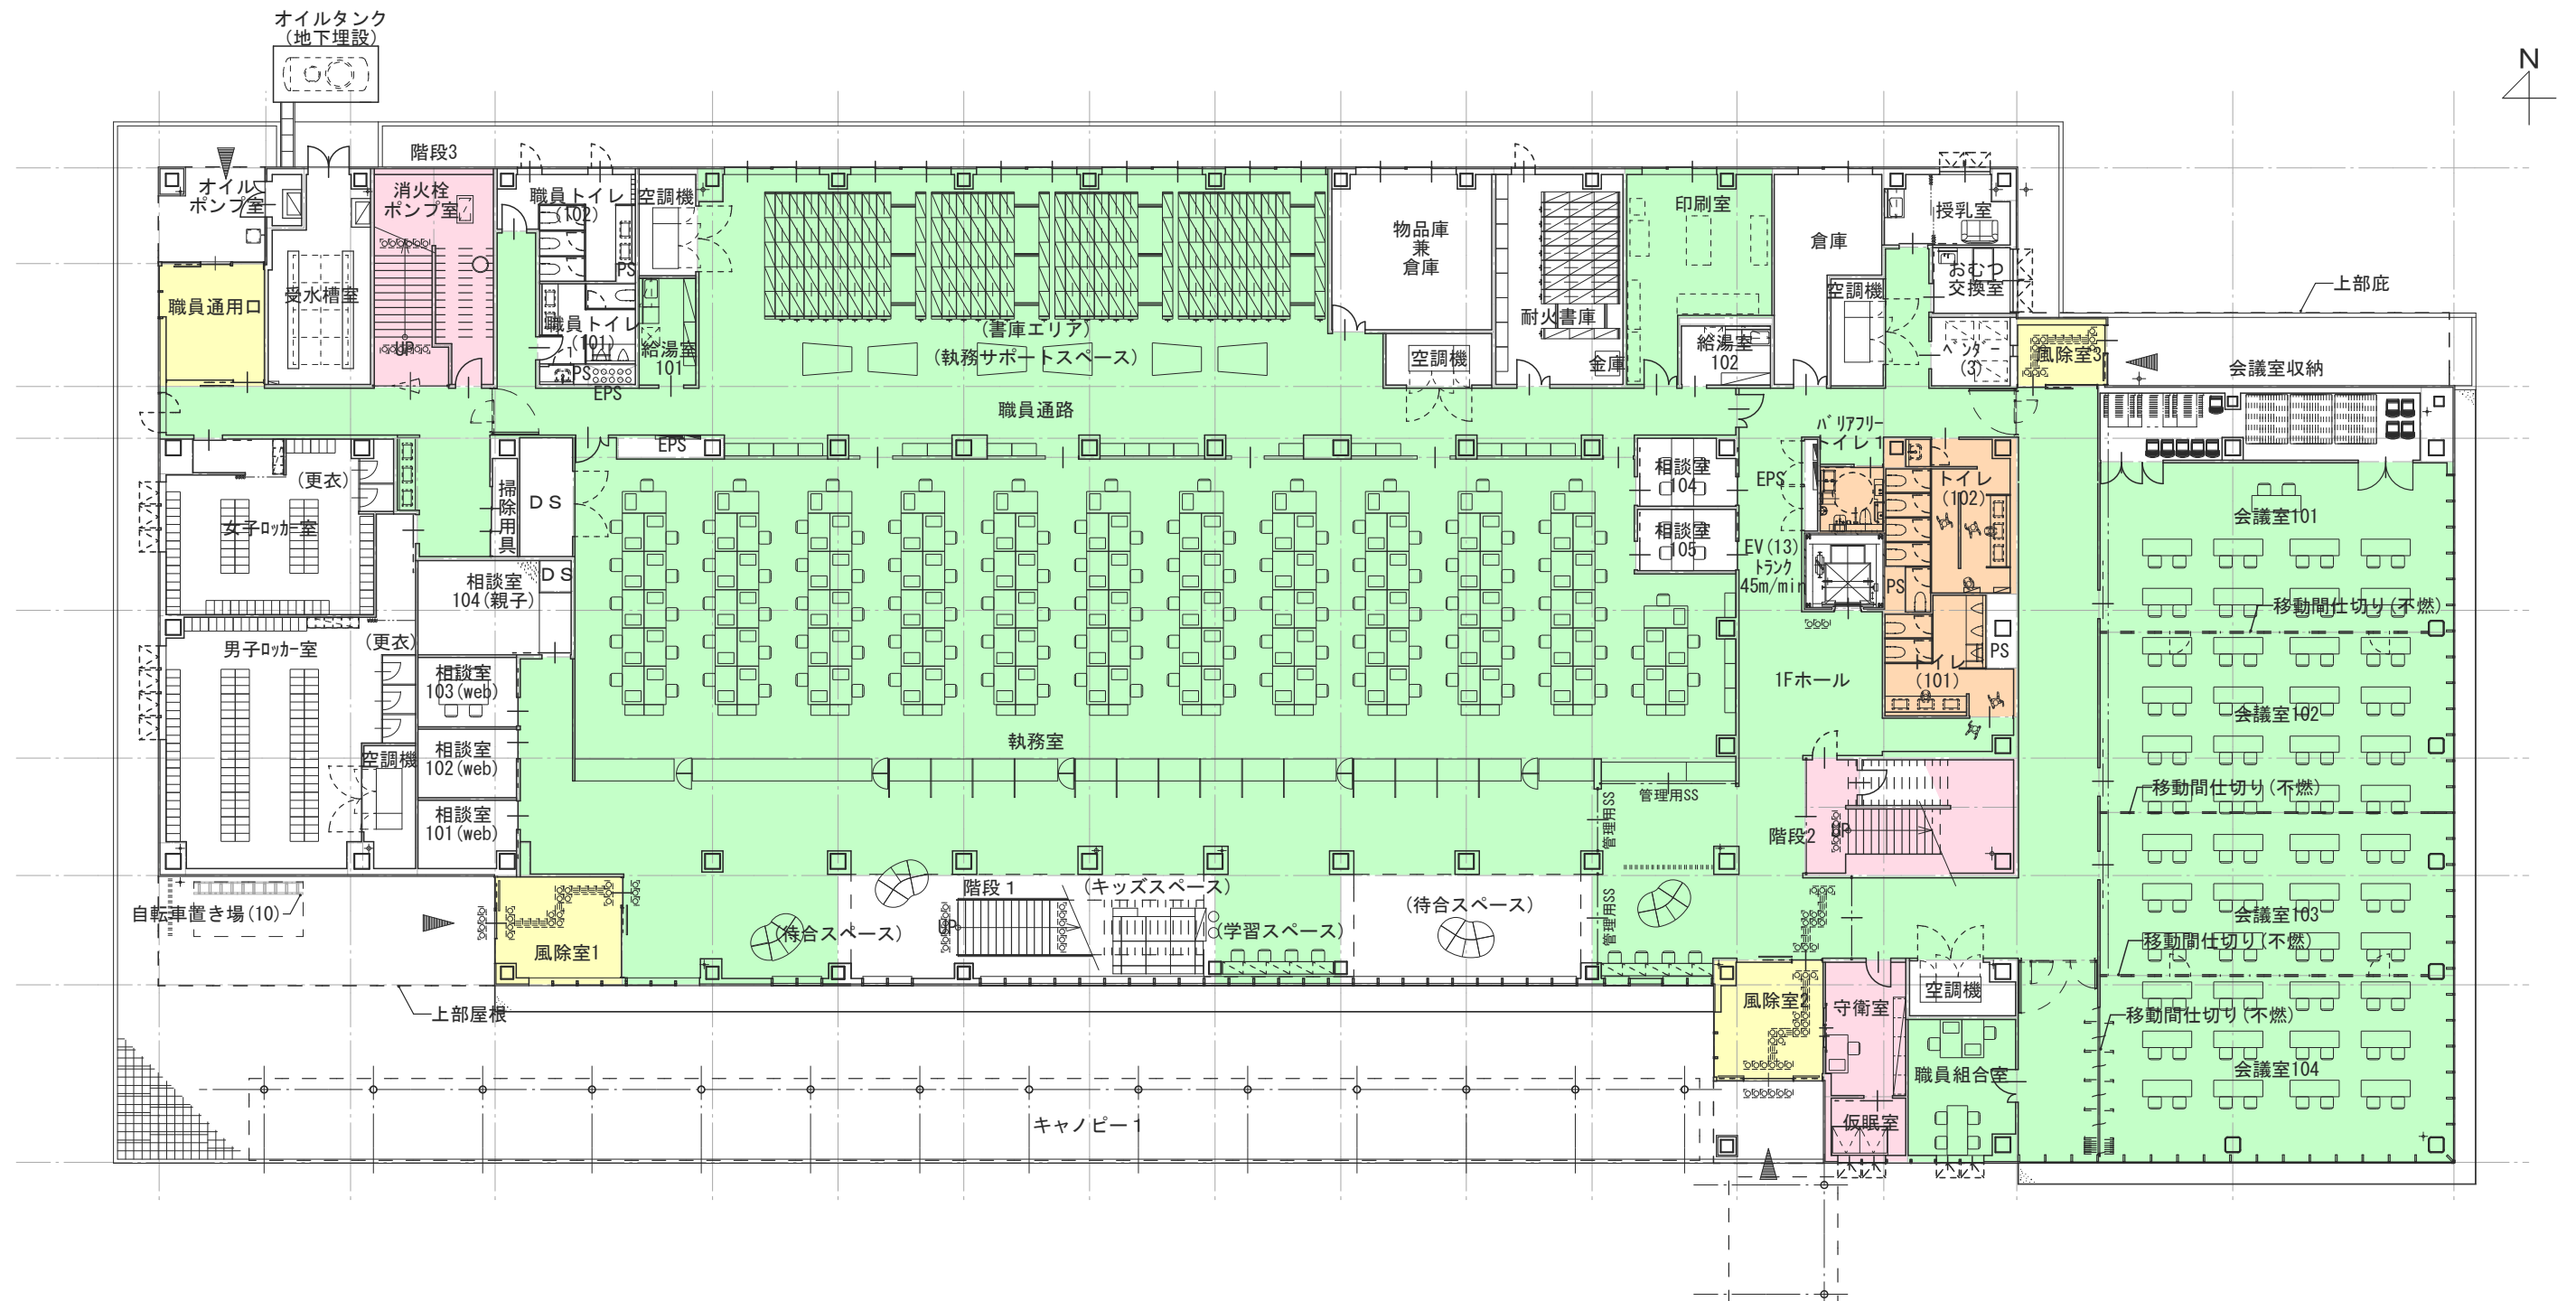 オイルタンク
(地下埋設)
N
階段3
オイル
ポンプ室
消火栓
ポンプ室
職員トイレ
(102)
空調機
印刷室
授乳室
物品庫
兼
倉庫
倉庫
職員通用口
受水槽室
PS
おむつ
交換室
空調機
上部庇
職員トイレ
(101)
給湯室
101
UP
PS
EPS
(書庫エリア)
(執務サポートスペース)
耐火書庫
金庫
空調機
給湯室
102
ベンダー
(3)
風除室3
会議室収納
職員通路
バリアフリー
トイレ1
EPS
(更衣)
掃除用具
DS
相談室
104
EPS
トイレ
(102)
女子ロッカー室
会議室101
相談室
105
EV(13)
トランク
45m/min
PS
相談室
104(親子)
DS
移動間仕切り(不燃)
男子ロッカー室
(更衣)
PS
相談室
103(web)
1Fホール
トイレ
(101)
会議室102
執務室
相談室
102(web)
空調機
移動間仕切り(不燃)
管理用SS
管理用SS
相談室
101(web)
階段2
UP
自転車置き場(10)
階段1
(キッズスペース)
UP
(待合スペース)
(学習スペース)
(待合スペース)
管理用SS
会議室103
移動間仕切り(不燃)
風除室1
上部屋根
風除室2
守衛室
空調機
移動間仕切り(不燃)
職員組合室
会議室104
キャノピー1
仮眠室